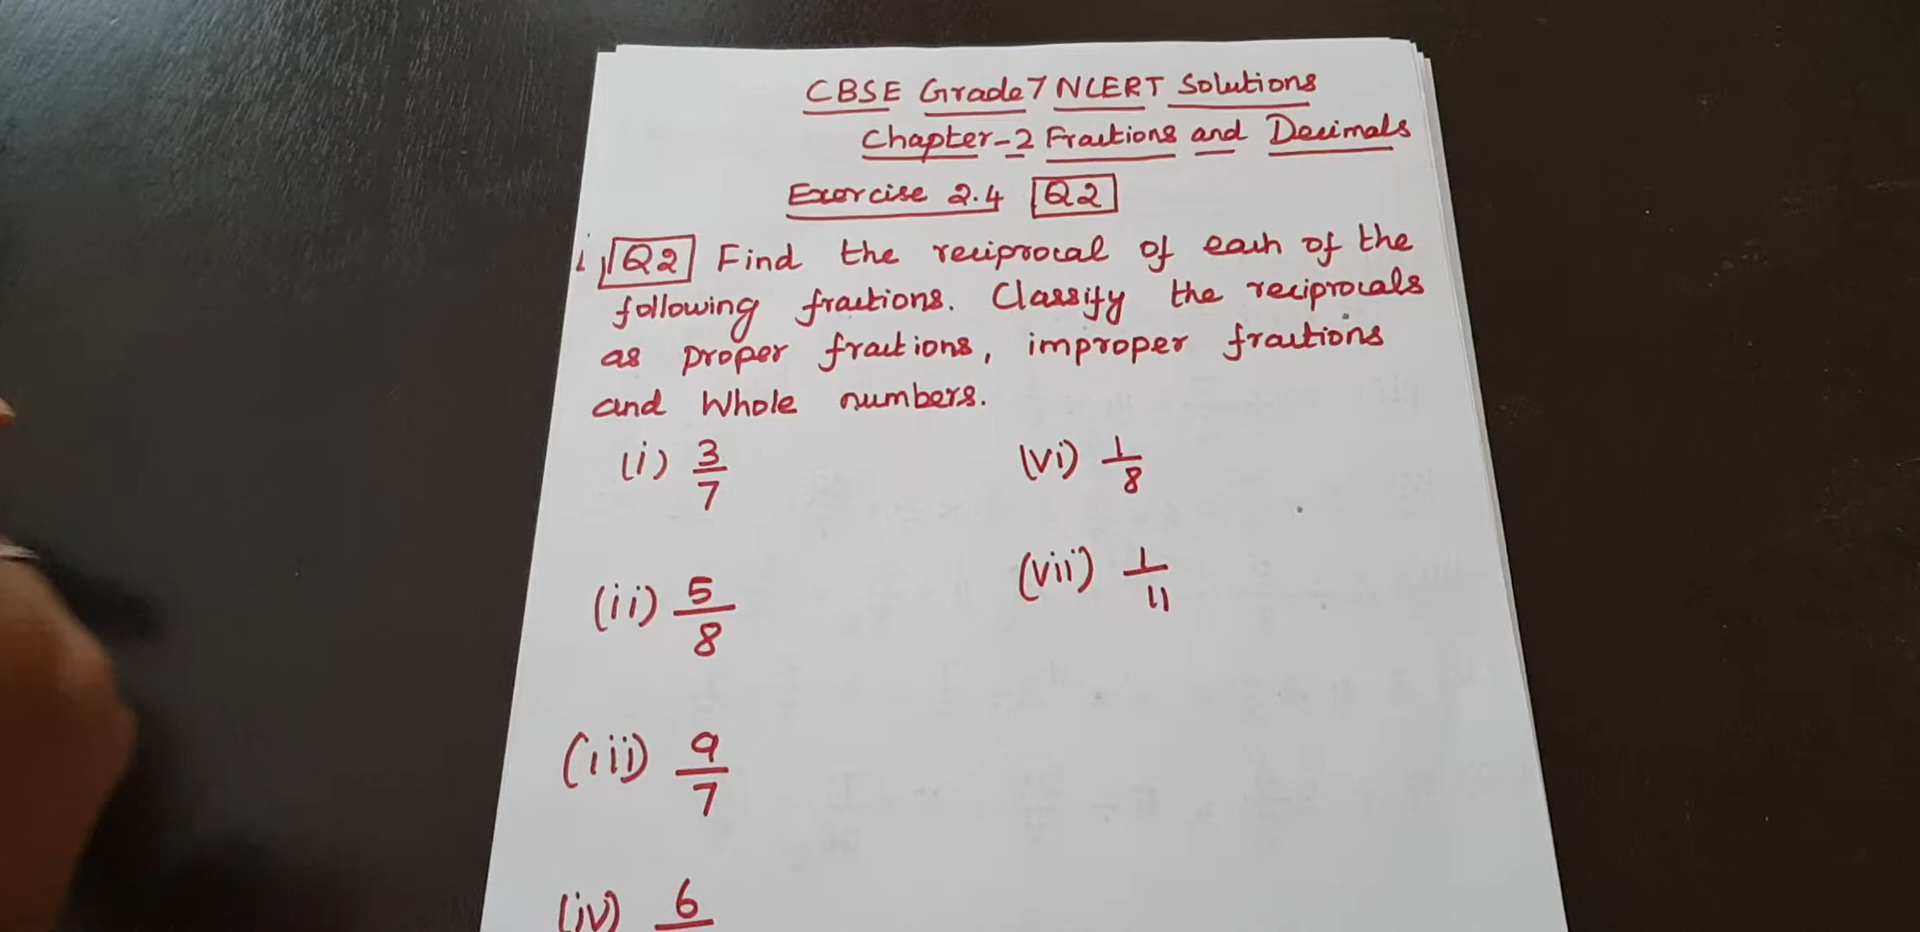 CBSE Grade 7 NCERT Solutions
Chapter-2 Fractions and Decimals
Exercise 2.4 Q2
Q2 Find the reciprocal of each of the
following fractions. Classify the reciprocals
as proper fractions, improper fractions
and Whole numbers.
(i) 3/7
(vi) 1/8
(ii) 5/8
(vii) 1/11
(iii) 9/7
(iv) 6